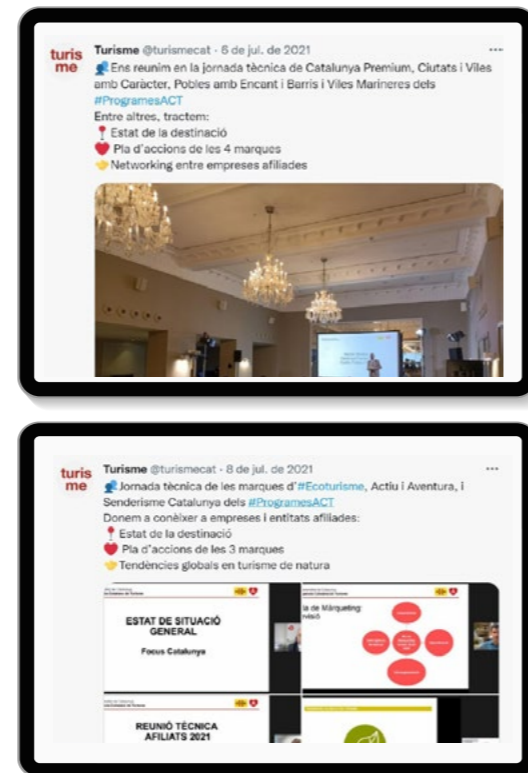 turis
me
Turisme @turismecat · 6 de jul. de 2021
Ens reunim en la jornada tècnica de Catalunya Premium, Ciutats i Viles
amb Caràcter, Pobles amb Encant i Barris i Viles Marineres dels
#ProgramesACT
Entre altres, tractem:
Estat de la destinació
Pla d'accions de les 4 marques
Networking entre empreses afiliades
turis
me
Turisme @turismecat · 8 de jul. de 2021
Jornada tècnica de les marques d'#Ecoturisme, Actiu i Aventura, i
Senderisme Catalunya dels #ProgramesACT
Donem a conèixer a empreses i entitats afiliades:
Estat de la destinació
Pla d'accions de les 3 marques
Tendències globals en turisme de natura
ESTAT DE SITUACIÓ
GENERAL
Focus Catalunya
la de Màrqueting:
REUNIÓ TÈCNICA
AFILIATS 2021